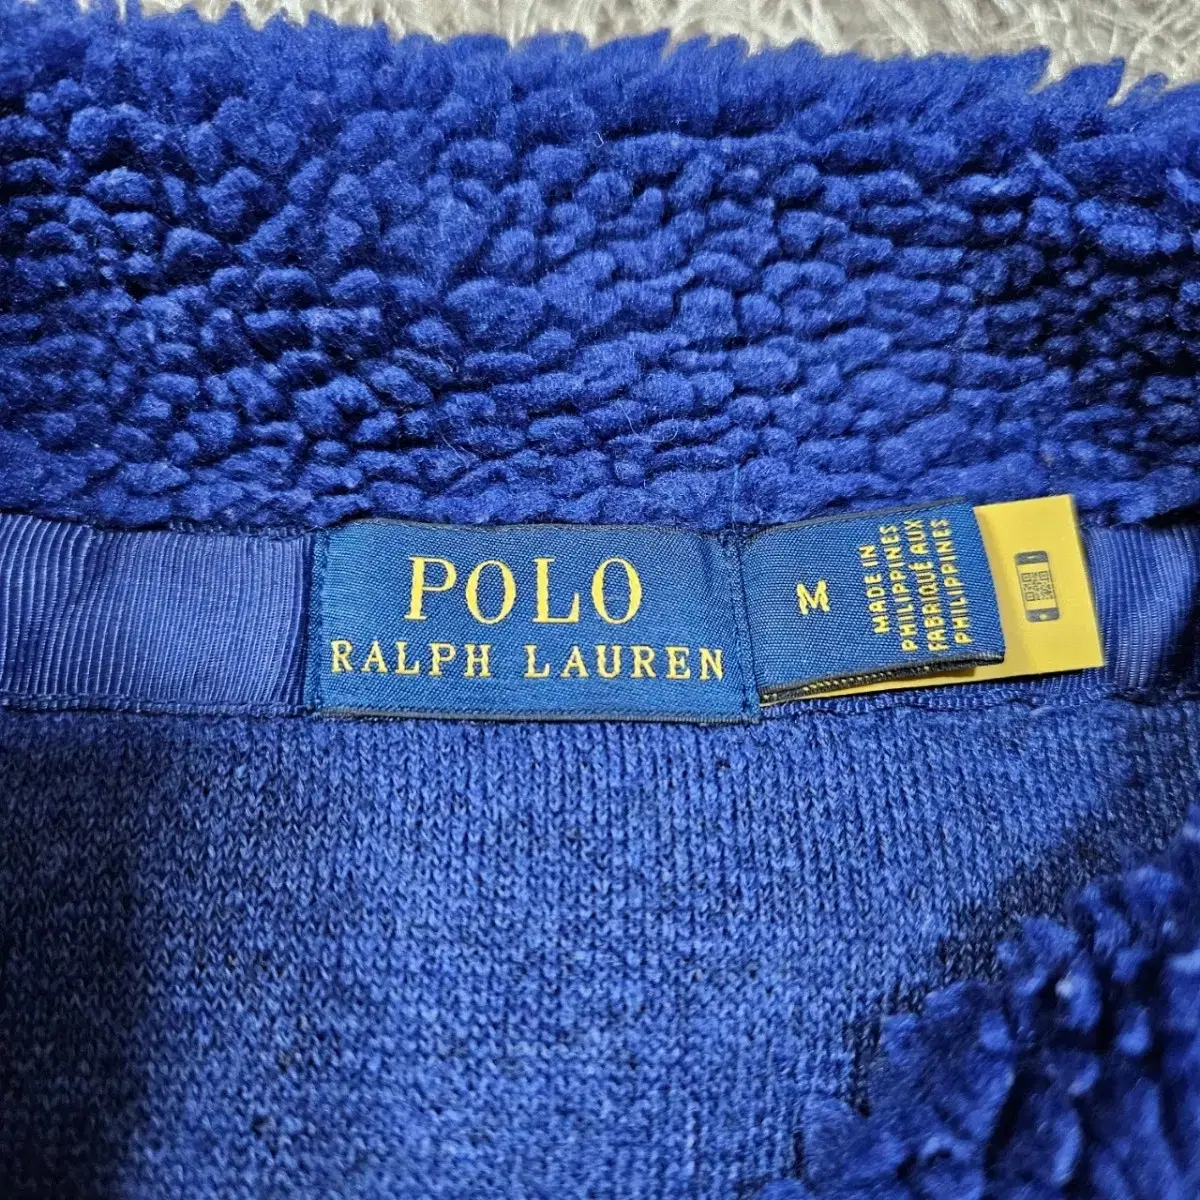 POLO
RALPH LAUREN
M
MADE IN
PHILIPPINES
FABRIQUÉ AUX
PHILIPPINES